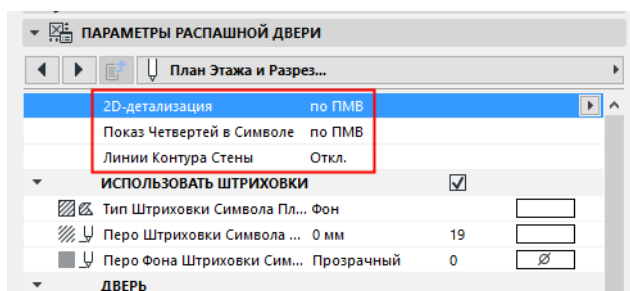 ПАРАМЕТРЫ РАСПАШНОЙ ДВЕРИ
План Этажа и Разрез...
2D-детализация по ПМВ
Показ Четвертей в Символе по ПМВ
Линии Контура Стены Откл.
ИСПОЛЬЗОВАТЬ ШТРИХОВКИ
Тип Штриховки Символа Пл... Фон
Перо Штриховки Символа ... 0 мм 19
Перо Фона Штриховки Сим... Прозрачный 0
ДВЕРЬ